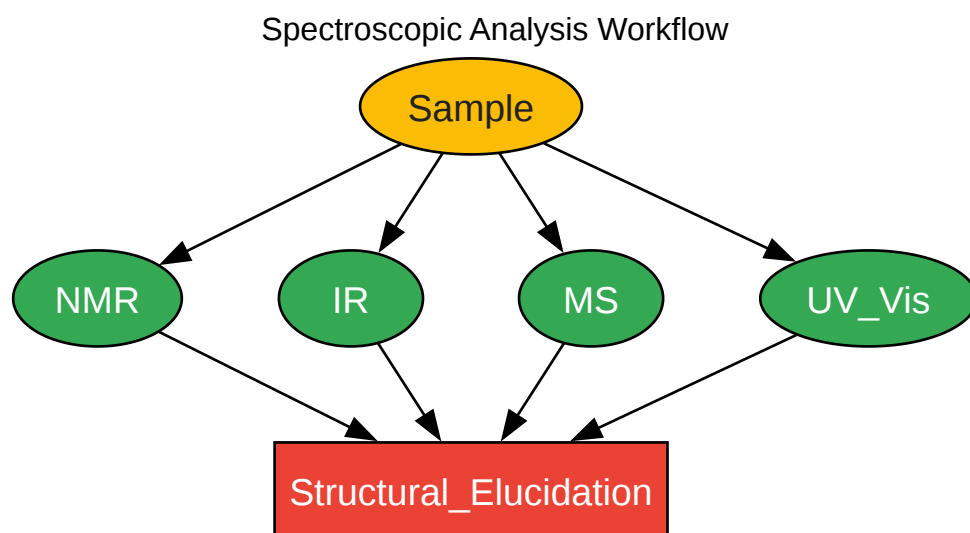 Spectroscopic Analysis Workflow
Sample
NMR
IR
MS
UV_Vis
Structural_Elucidation